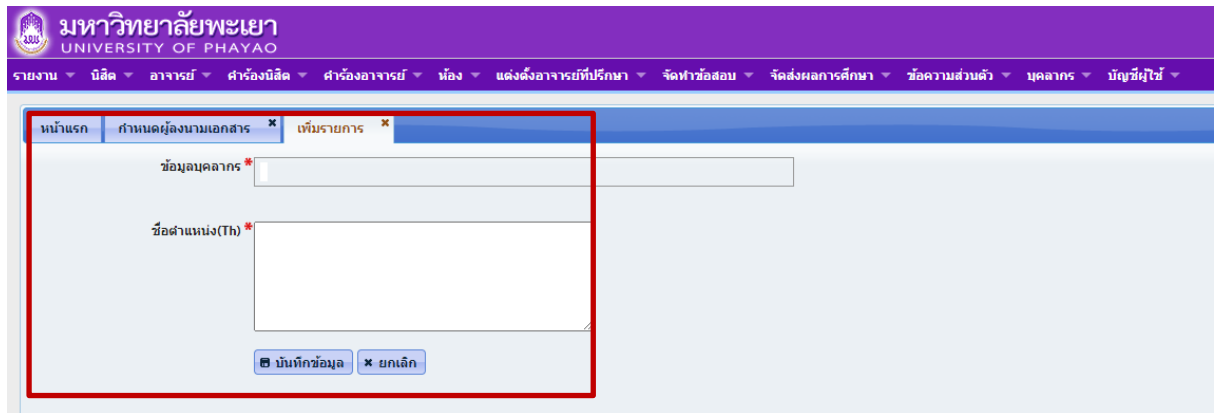 มหาวิทยาลัยพะเยา
UNIVERSITY OF PHAYAO
รายงาน นิสิต อาจารย์ คำร้องนิสิต คำร้องอาจารย์ ห้อง แต่งตั้งอาจารย์ที่ปรึกษา จัดทำข้อสอบ จัดส่งผลการศึกษา ข้อความส่วนตัว บุคลากร บัญชีผู้ใช้
หน้าแรก กำหนดผู้ลงนามเอกสาร เพิ่มรายการ
ข้อมูลบุคลากร *
ชื่อตำแหน่ง(Th) *
บันทึกข้อมูล ยกเลิก